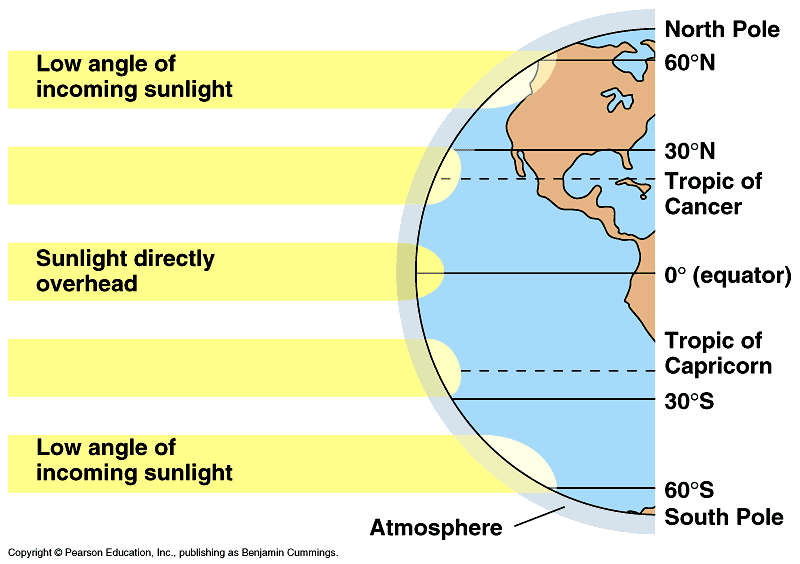 North Pole
Low angle of
incoming sunlight
60°N
30°N
Tropic of
Cancer
Sunlight directly
overhead
0° (equator)
Tropic of
Capricorn
30°S
Low angle of
incoming sunlight
60°S
South Pole
Atmosphere
Copyright © Pearson Education, Inc., publishing as Benjamin Cummings.